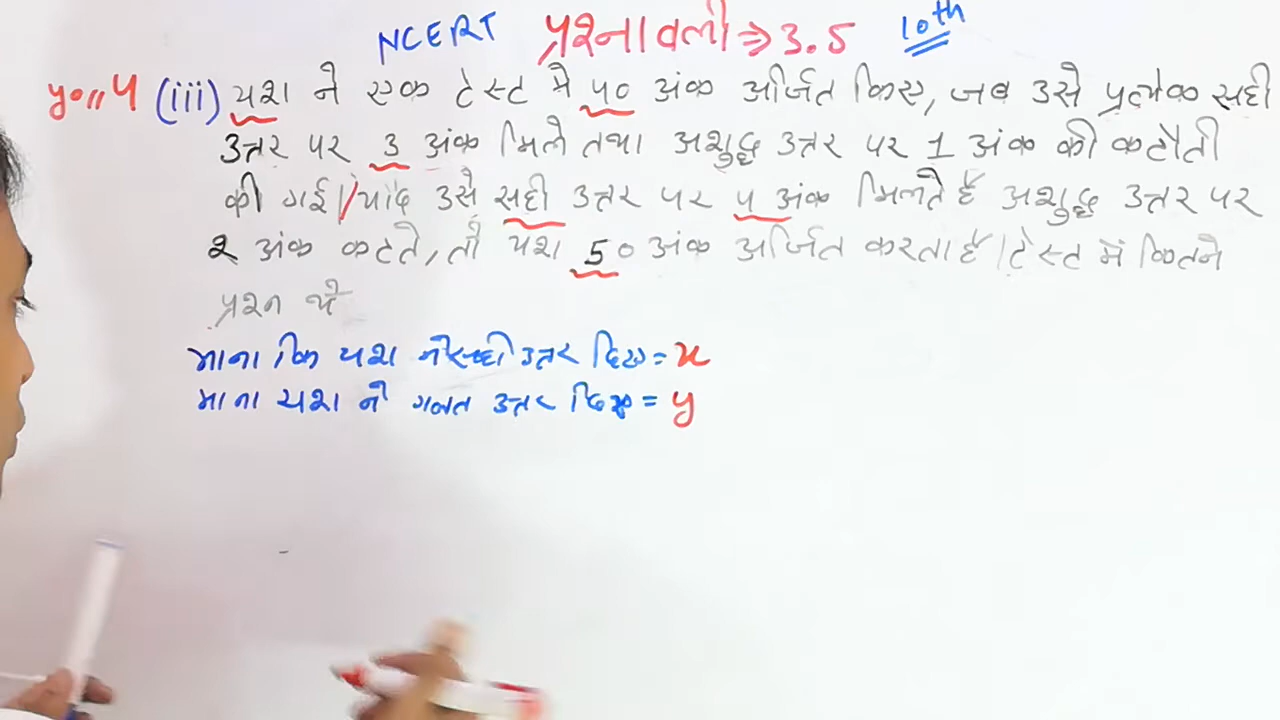 NCERT प्रश्नावली ⇒ 3.5 10th
प्र०॥ 4 (iii) यश ने एक टेस्ट में 40 अंक अर्जित किए, जब उसे प्रत्येक सही
उत्तर पर 3 अंक मिले तथा अशुद्ध उत्तर पर 1 अंक की कटौती
की गई। यदि उसे सही उत्तर पर 4 अंक मिलते हैं अशुद्ध उत्तर पर
2 अंक कटते, तो यश 50 अंक अर्जित करता है। टेस्ट में कितने
प्रश्न थे
माना कि यश ने सही उत्तर दिए = x
माना यश ने गलत उत्तर दिए = y